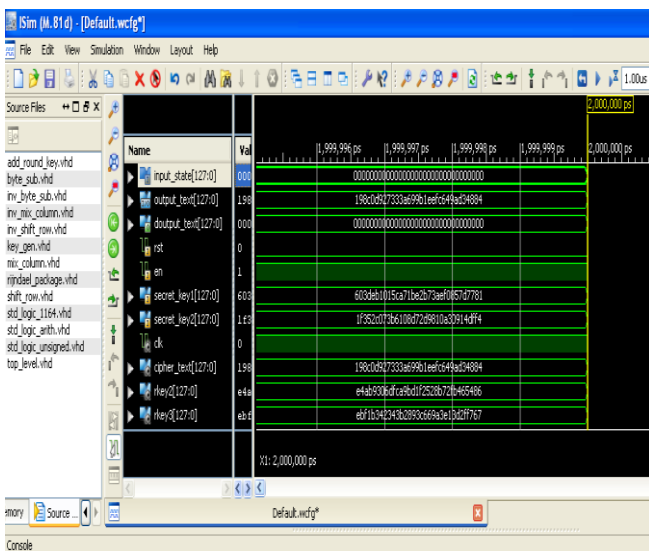 ISim (M.81d) - [Default.wcfg*]
File Edit View Simulation Window Layout Help
1.00us
Source Files
add_round_key.vhd
byte_sub.vhd
inv_byte_sub.vhd
inv_mix_column.vhd
inv_shift_row.vhd
key_gen.vhd
mix_column.vhd
rijndael_package.vhd
shift_row.vhd
std_logic_1164.vhd
std_logic_arith.vhd
std_logic_unsigned.vhd
top_level.vhd
2,000,000 ps
Name Val 1,999,996 ps 1,999,997 ps 1,999,998 ps 1,999,999 ps 2,000,000 ps
input_state[127:0] 000 00000000000000000000000000000000
output_text[127:0] 198 198c0d927333a699b1eefc649ad34884
doutput_text[127:0] 000 00000000000000000000000000000000
rst 0
en 1
secret_key1[127:0] 603 603deb1015ca71be2b73aef0857d7781
secret_key2[127:0] 1f3 1f352c073b6108d72d9810a30914dff4
clk 0
cipher_text[127:0] 198 198c0d927333a699b1eefc649ad34884
rkey2[127:0] e4a e4ab9306dfca9bd1f2528b72fb465486
rkey3[127:0] ebf ebf1b342343b2893c669a3e13d2ff767
X1: 2,000,000 ps
emory Source ...
Default.wcfg*
Console